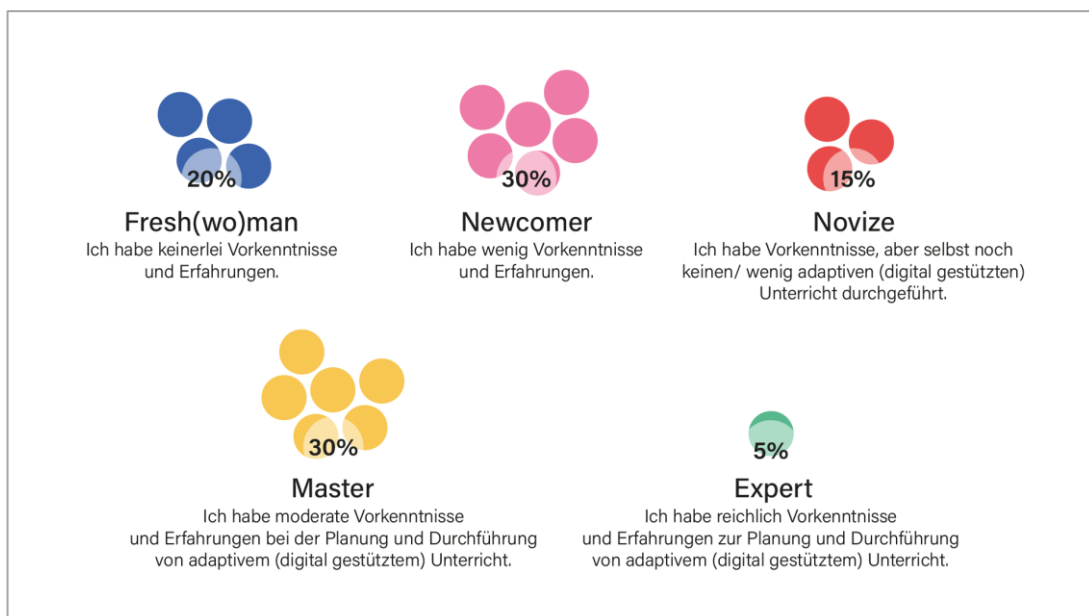 20%
Fresh(wo)man
Ich habe keinerlei Vorkenntnisse
und Erfahrungen.
30%
Newcomer
Ich habe wenig Vorkenntnisse
und Erfahrungen.
15%
Novize
Ich habe Vorkenntnisse, aber selbst noch
keinen/ wenig adaptiven (digital gestützten)
Unterricht durchgeführt.
30%
Master
Ich habe moderate Vorkenntnisse
und Erfahrungen bei der Planung und Durchführung
von adaptivem (digital gestütztem) Unterricht.
5%
Expert
Ich habe reichlich Vorkenntnisse
und Erfahrungen zur Planung und Durchführung
von adaptivem (digital gestütztem) Unterricht.